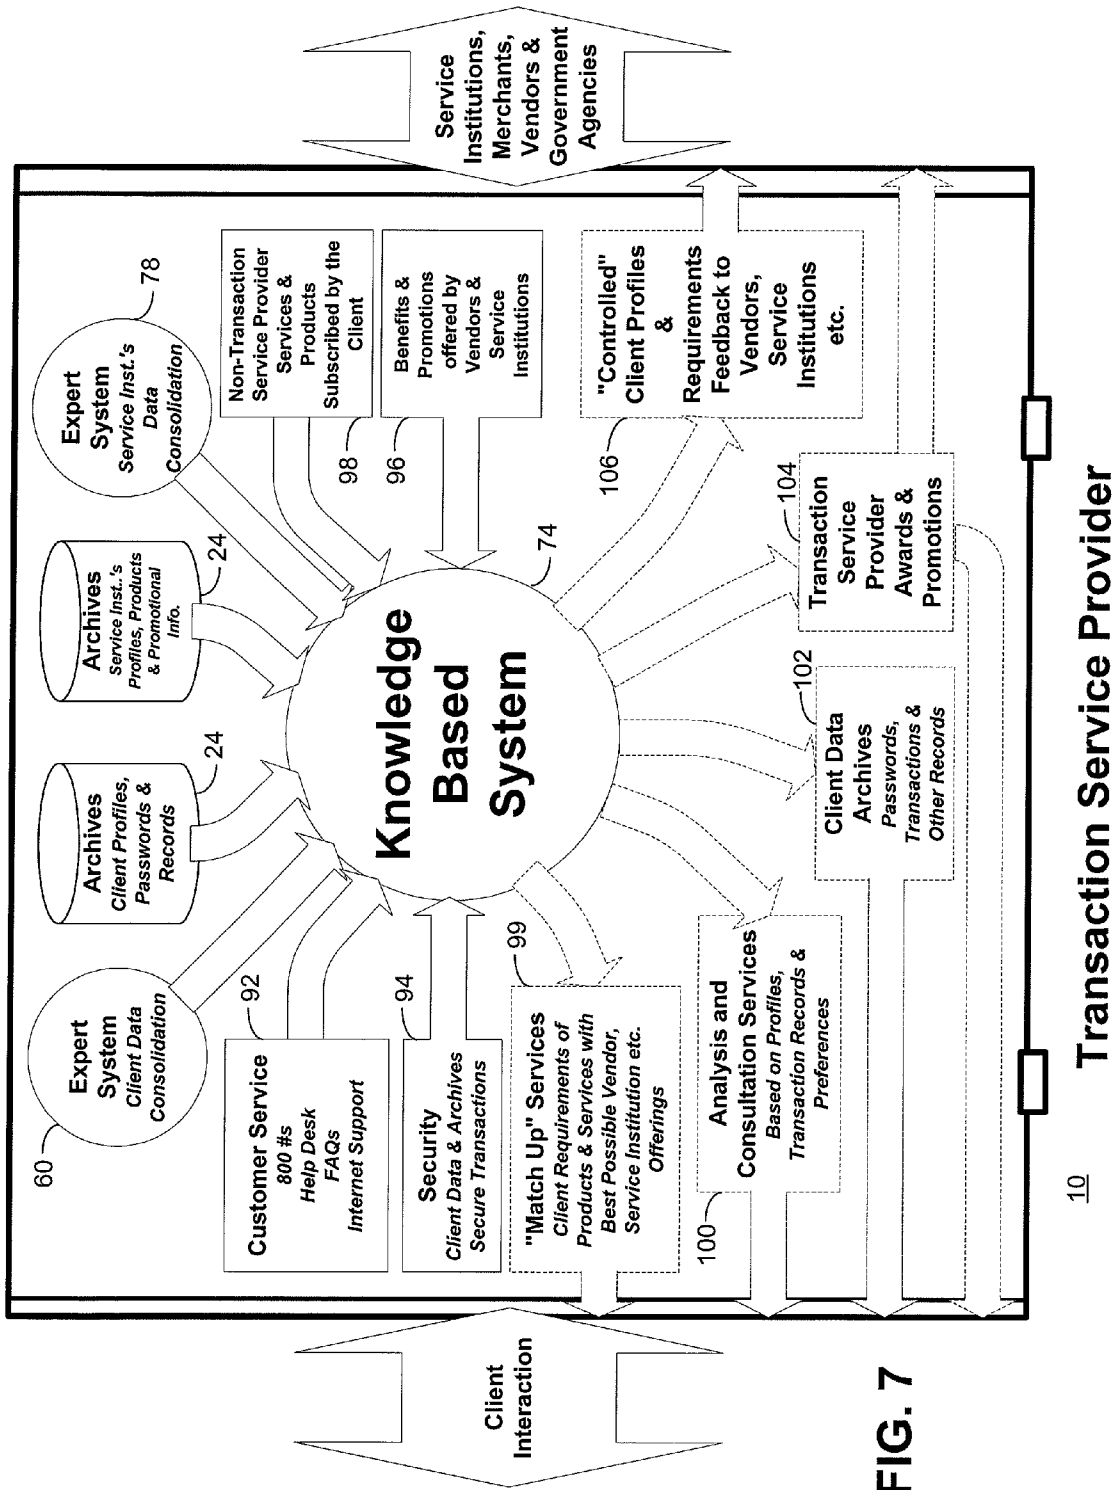 Client
Interaction
60
Expert
System
Client Data
Consolidation
Archives
Client Profiles,
Passwords &
Records
24
Archives
Service Inst..'s
Profiles, Products
& Promotional
Info.
24
Expert
System
Service Inst.'s
Data
Consolidation
78
Customer Service
800 #s
Help Desk
FAQs
Internet Support
92
Security
Client Data & Archives
Secure Transactions
94
Knowledge
Based
System
74
Non-Transaction
Service Provider
Services &
Products
Subscribed by the
Client
98
Benefits &
Promotions
offered by
Vendors &
Service
Institutions
96
"Match Up" Services
Client Requirements of
Products & Services with
Best Possible Vendor,
Service Institution etc.
Offerings
99
Analysis and
Consultation Services
Based on Profiles,
Transaction Records &
Preferences
100
Client Data
Archives
Passwords,
Transactions &
Other Records
102
Transaction
Service
Provider
Awards &
Promotions
104
"Controlled"
Client Profiles
&
Requirements
Feedback to
Vendors,
Service
Institutions
etc.
106
Service
Institutions,
Merchants,
Vendors &
Government
Agencies
FIG. 7
10
Transaction Service Provider